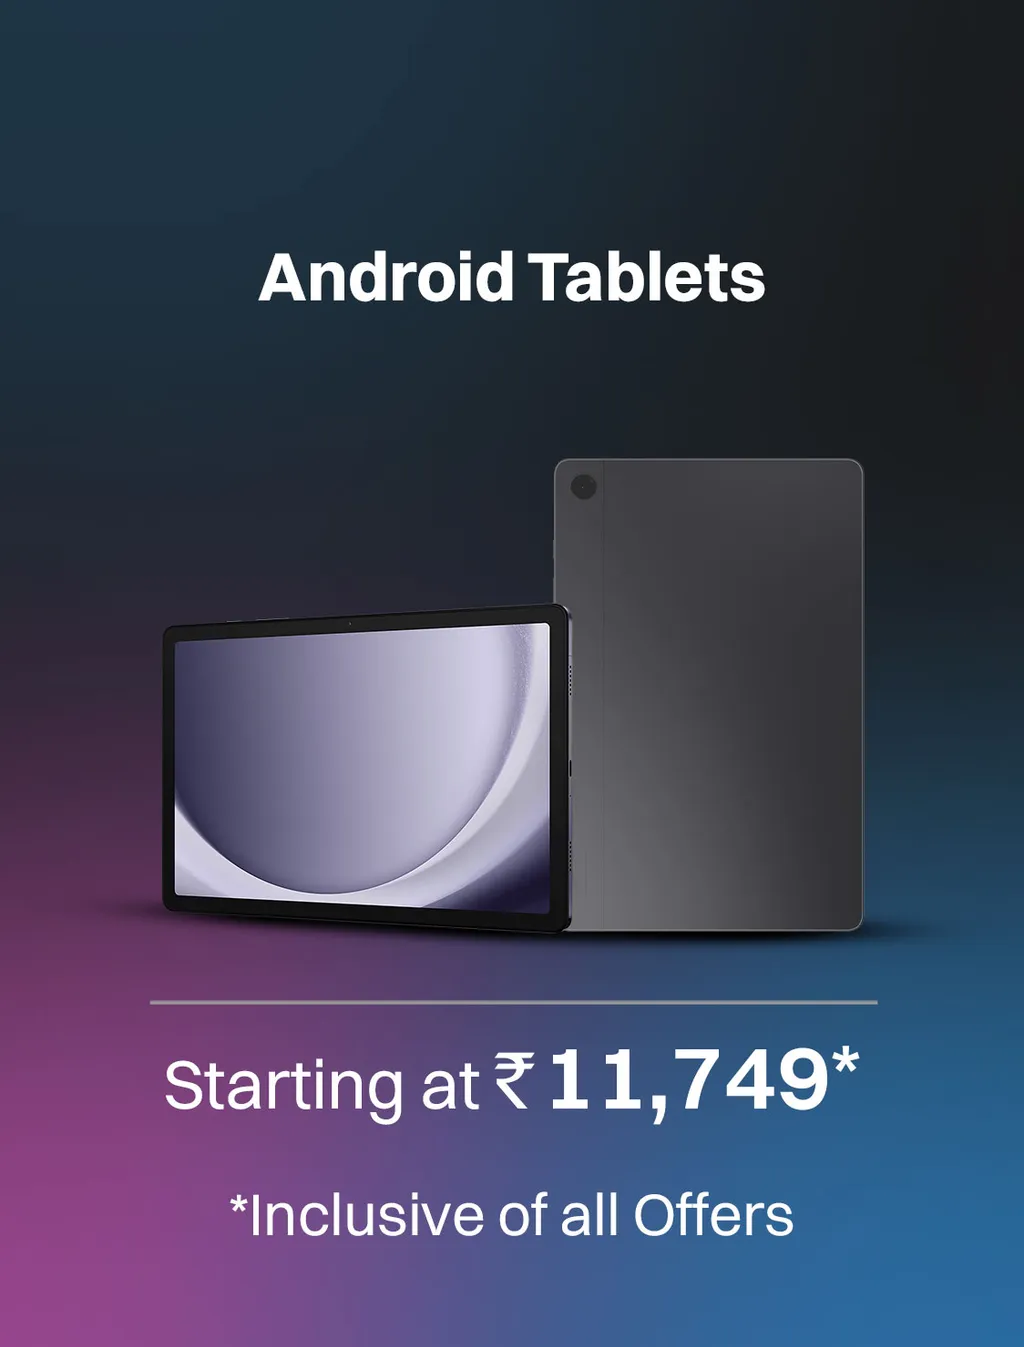 Android Tablets
Starting at ₹11,749*
*Inclusive of all Offers